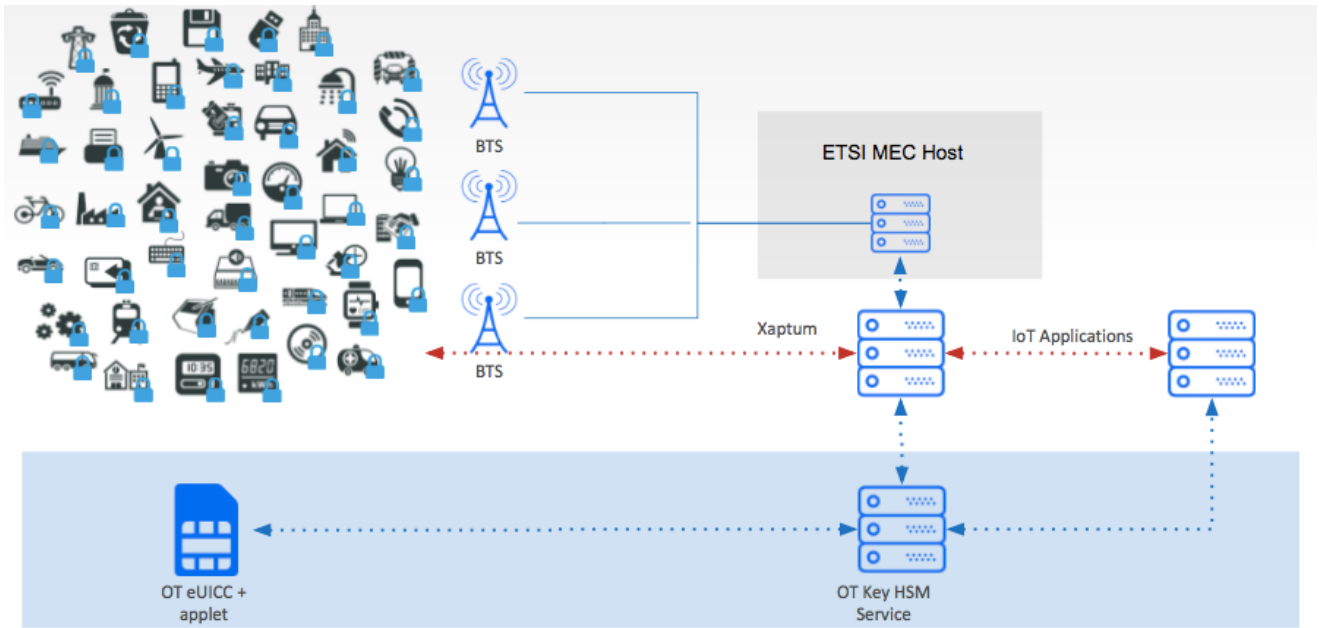 BTS
ETSI MEC Host
BTS
Xaptum
IoT Applications
BTS
10:35
6820
OT eUICC +
applet
OT Key HSM
Service